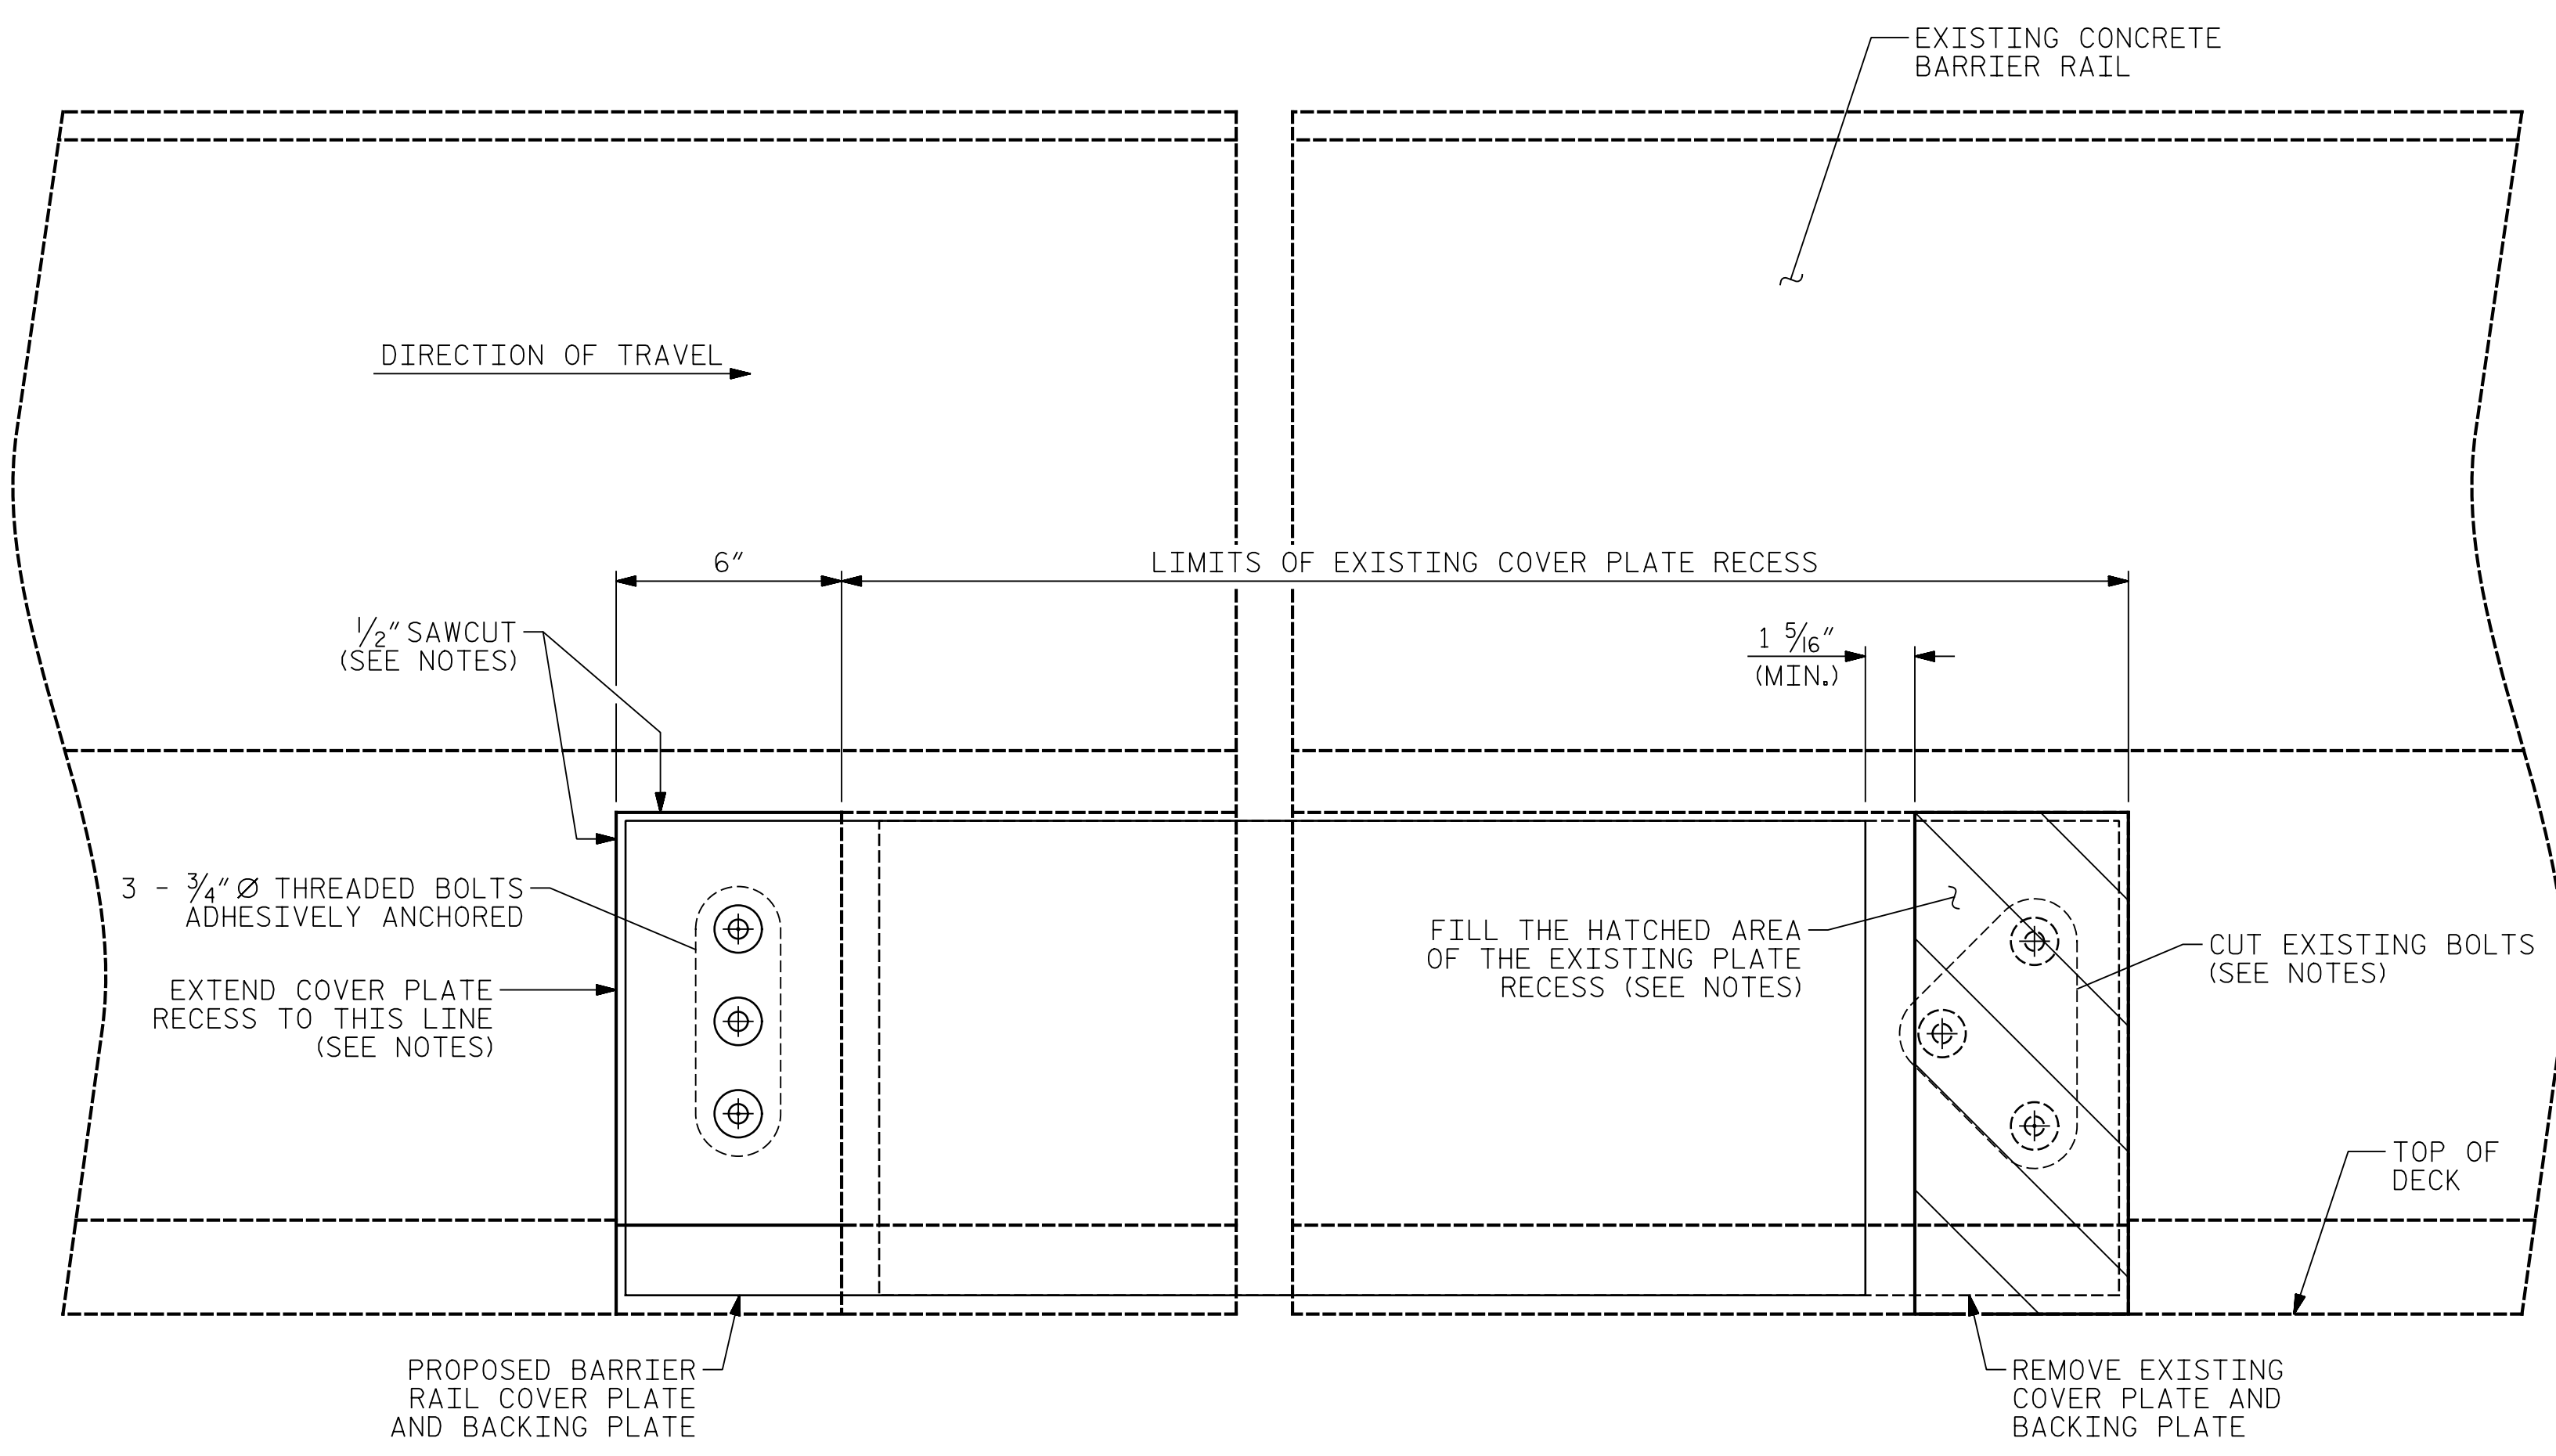 EXISTING CONCRETE
BARRIER RAIL
DIRECTION OF TRAVEL
6"
LIMITS OF EXISTING COVER PLATE RECESS
1/2" SAWCUT
(SEE NOTES)
1 5/16"
(MIN.)
3 - 3/4" Ø THREADED BOLTS
ADHESIVELY ANCHORED
EXTEND COVER PLATE
RECESS TO THIS LINE
(SEE NOTES)
FILL THE HATCHED AREA
OF THE EXISTING PLATE
RECESS (SEE NOTES)
CUT EXISTING BOLTS
(SEE NOTES)
TOP OF
DECK
PROPOSED BARRIER
RAIL COVER PLATE
AND BACKING PLATE
REMOVE EXISTING
COVER PLATE AND
BACKING PLATE